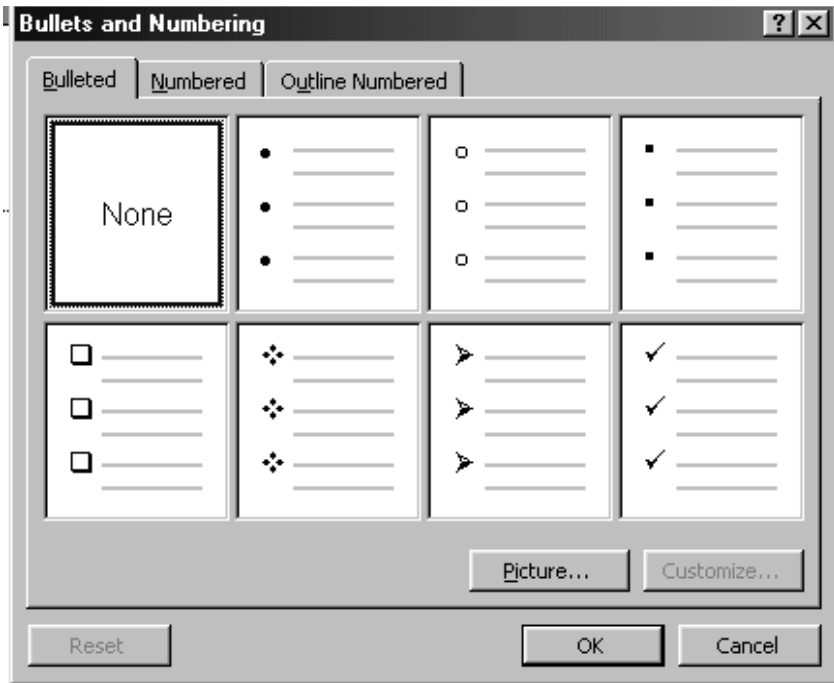 Bullets and Numbering
Bulleted Numbered Outline Numbered
None
Picture... Customize...
Reset OK Cancel